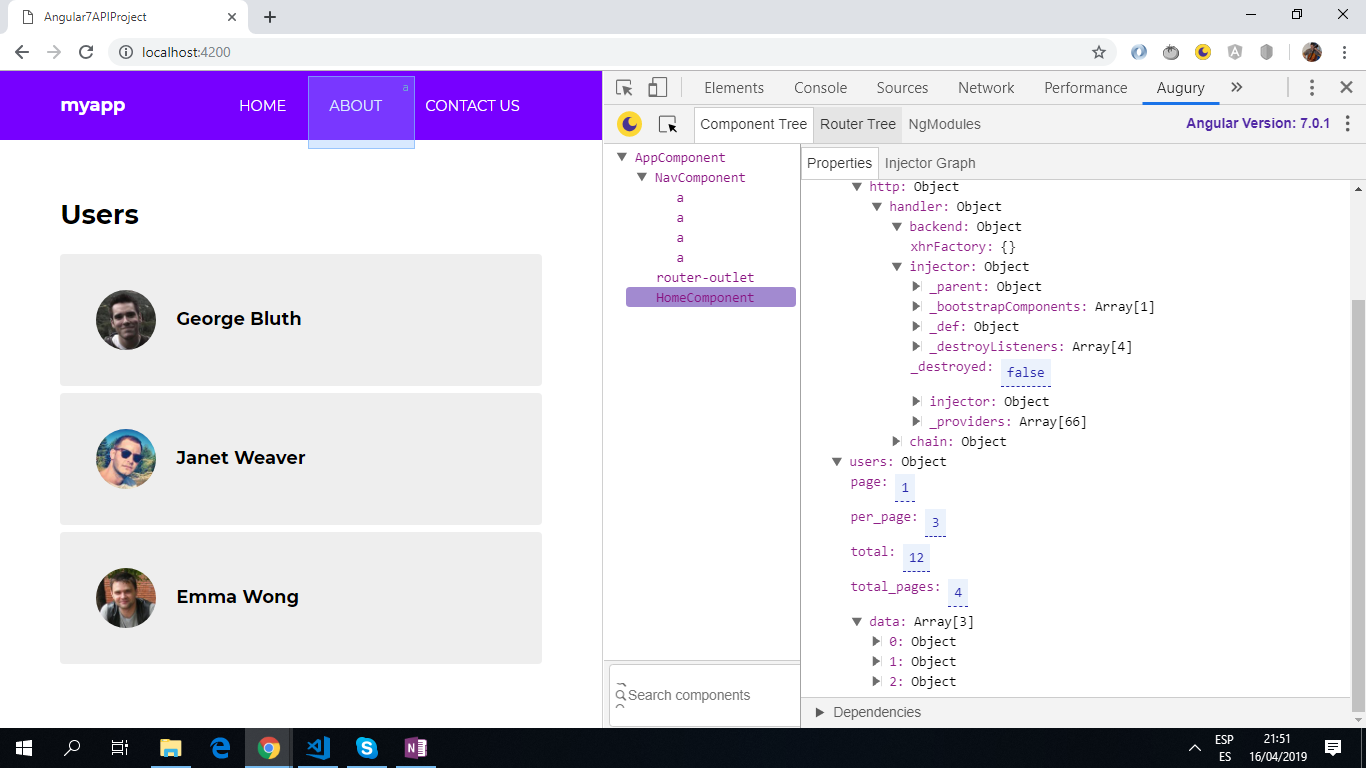 Angular7APIProject
localhost:4200
myapp HOME ABOUT a CONTACT US
Users
George Bluth
Janet Weaver
Emma Wong
Elements Console Sources Network Performance Augury
Component Tree Router Tree NgModules Angular Version: 7.0.1
AppComponent
NavComponent
a
a
a
a
router-outlet
HomeComponent
Search components
Properties Injector Graph
http: Object
handler: Object
backend: Object
xhrFactory: {}
injector: Object
_parent: Object
_bootstrapComponents: Array[1]
_def: Object
_destroyListeners: Array[4]
_destroyed: false
injector: Object
_providers: Array[66]
chain: Object
users: Object
page: 1
per_page: 3
total: 12
total_pages: 4
data: Array[3]
0: Object
1: Object
2: Object
Dependencies
ESP
ES
21:51
16/04/2019